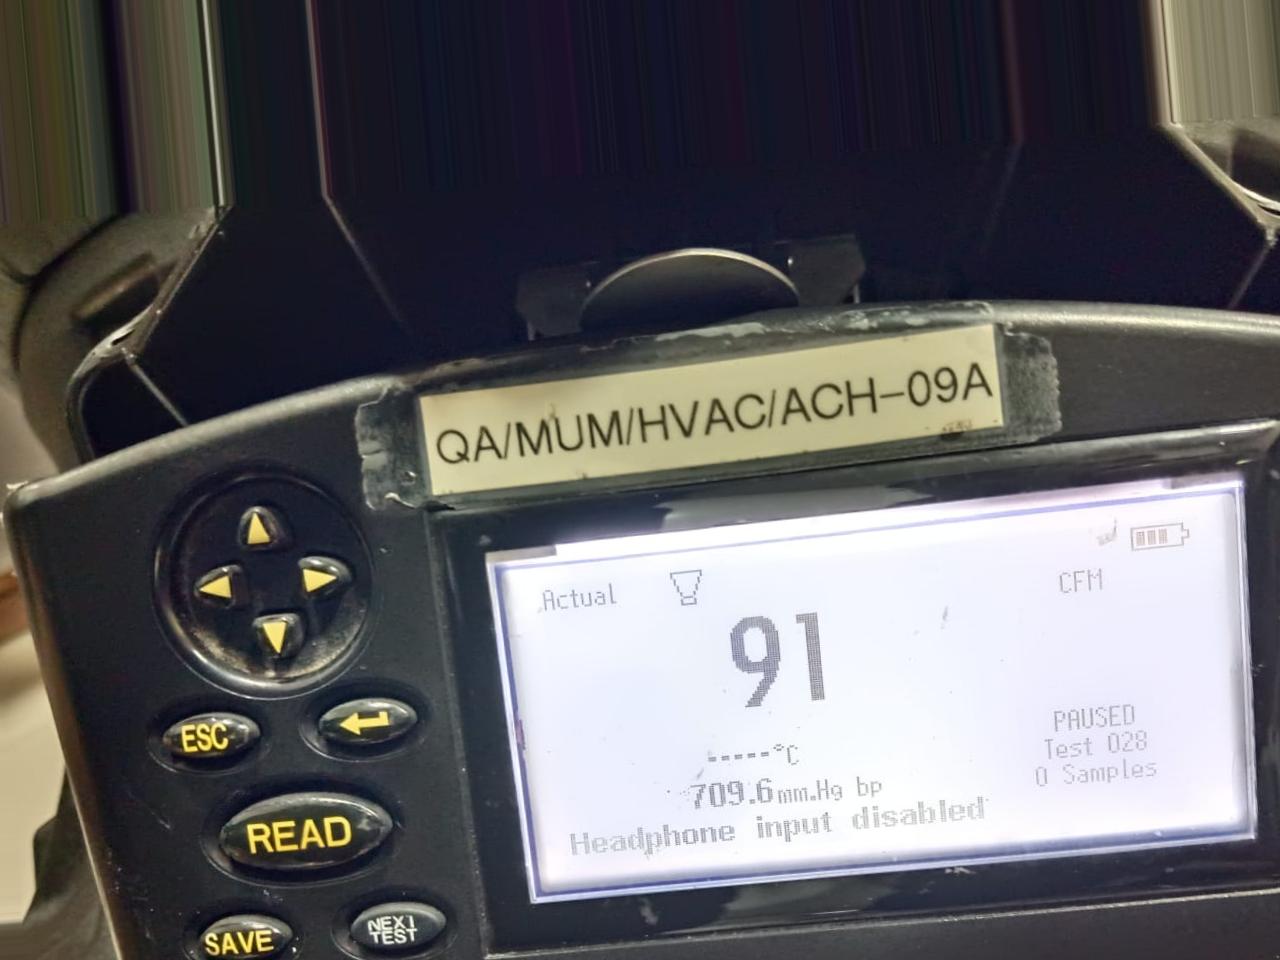 QA/MUM/HVAC/ACH-09A
Actual
CFM
91
-----°C
709.6 mm.Hg bp
Headphone input disabled
PAUSED
Test 028
0 Samples
ESC
READ
SAVE
NEXT
TEST